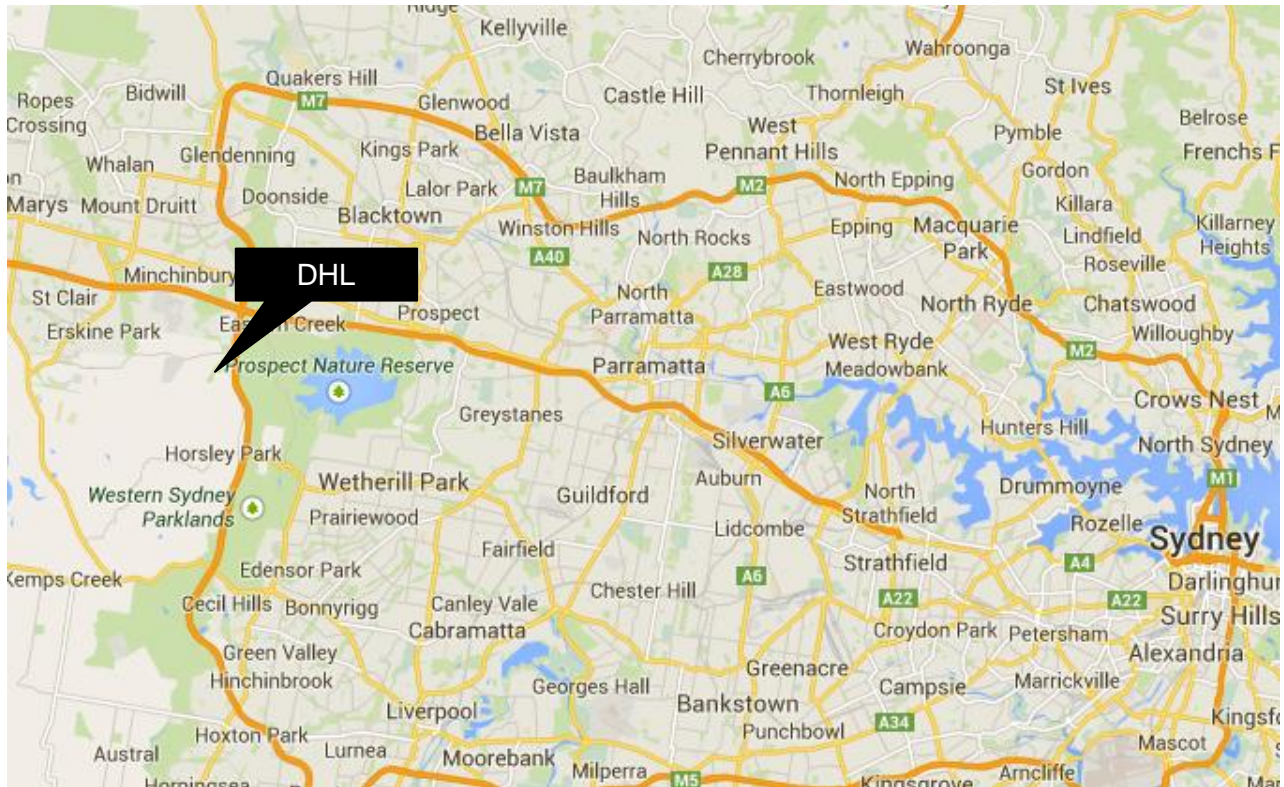 Kellyville
Cherrybrook
Wahroonga
Quakers Hill
M7
Bidwill
Ropes
Crossing
Glenwood
Castle Hill
Thornleigh
St Ives
Belrose
Bella Vista
West
Pennant Hills
Pymble
Frenchs F
Whalan
Glendenning
Kings Park
Gordon
Marys
Mount Druitt
Doonside
Lalor Park
M7
Baulkham
Hills
M2
North Epping
Killara
Blacktown
Winston Hills
North Rocks
Epping
Macquarie
Park
Lindfield
Killarney
Heights
A40
A28
Roseville
Minchinbury
DHL
St Clair
North
Parramatta
Eastwood
North Ryde
Chatswood
Erskine Park
Prospect
West Ryde
Willoughby
Prospect Nature Reserve
Parramatta
Meadowbank
M2
A6
Crows Nest
Greystanes
Silverwater
Hunters Hill
North Sydney
Horsley Park
Wetherill Park
Guildford
Auburn
North
Strathfield
Drummoyne
M1
Western Sydney
Parklands
Prairiewood
Lidcombe
Rozelle
Sydney
Fairfield
Strathfield
A4
Kemps Creek
Edensor Park
Chester Hill
A6
Darlinghur
Cecil Hills
Bonnyrigg
Canley Vale
A22
A22
Surry Hills
Cabramatta
Croydon Park
Petersham
Green Valley
Alexandria
Hinchinbrook
Georges Hall
Greenacre
Campsie
Marrickville
Liverpool
Bankstown
Punchbowl
A34
Kingsfo
Hoxton Park
Austral
Lurnea
Moorebank
Milperra
M5
Kingsgrove
Arncliffe
Mascot